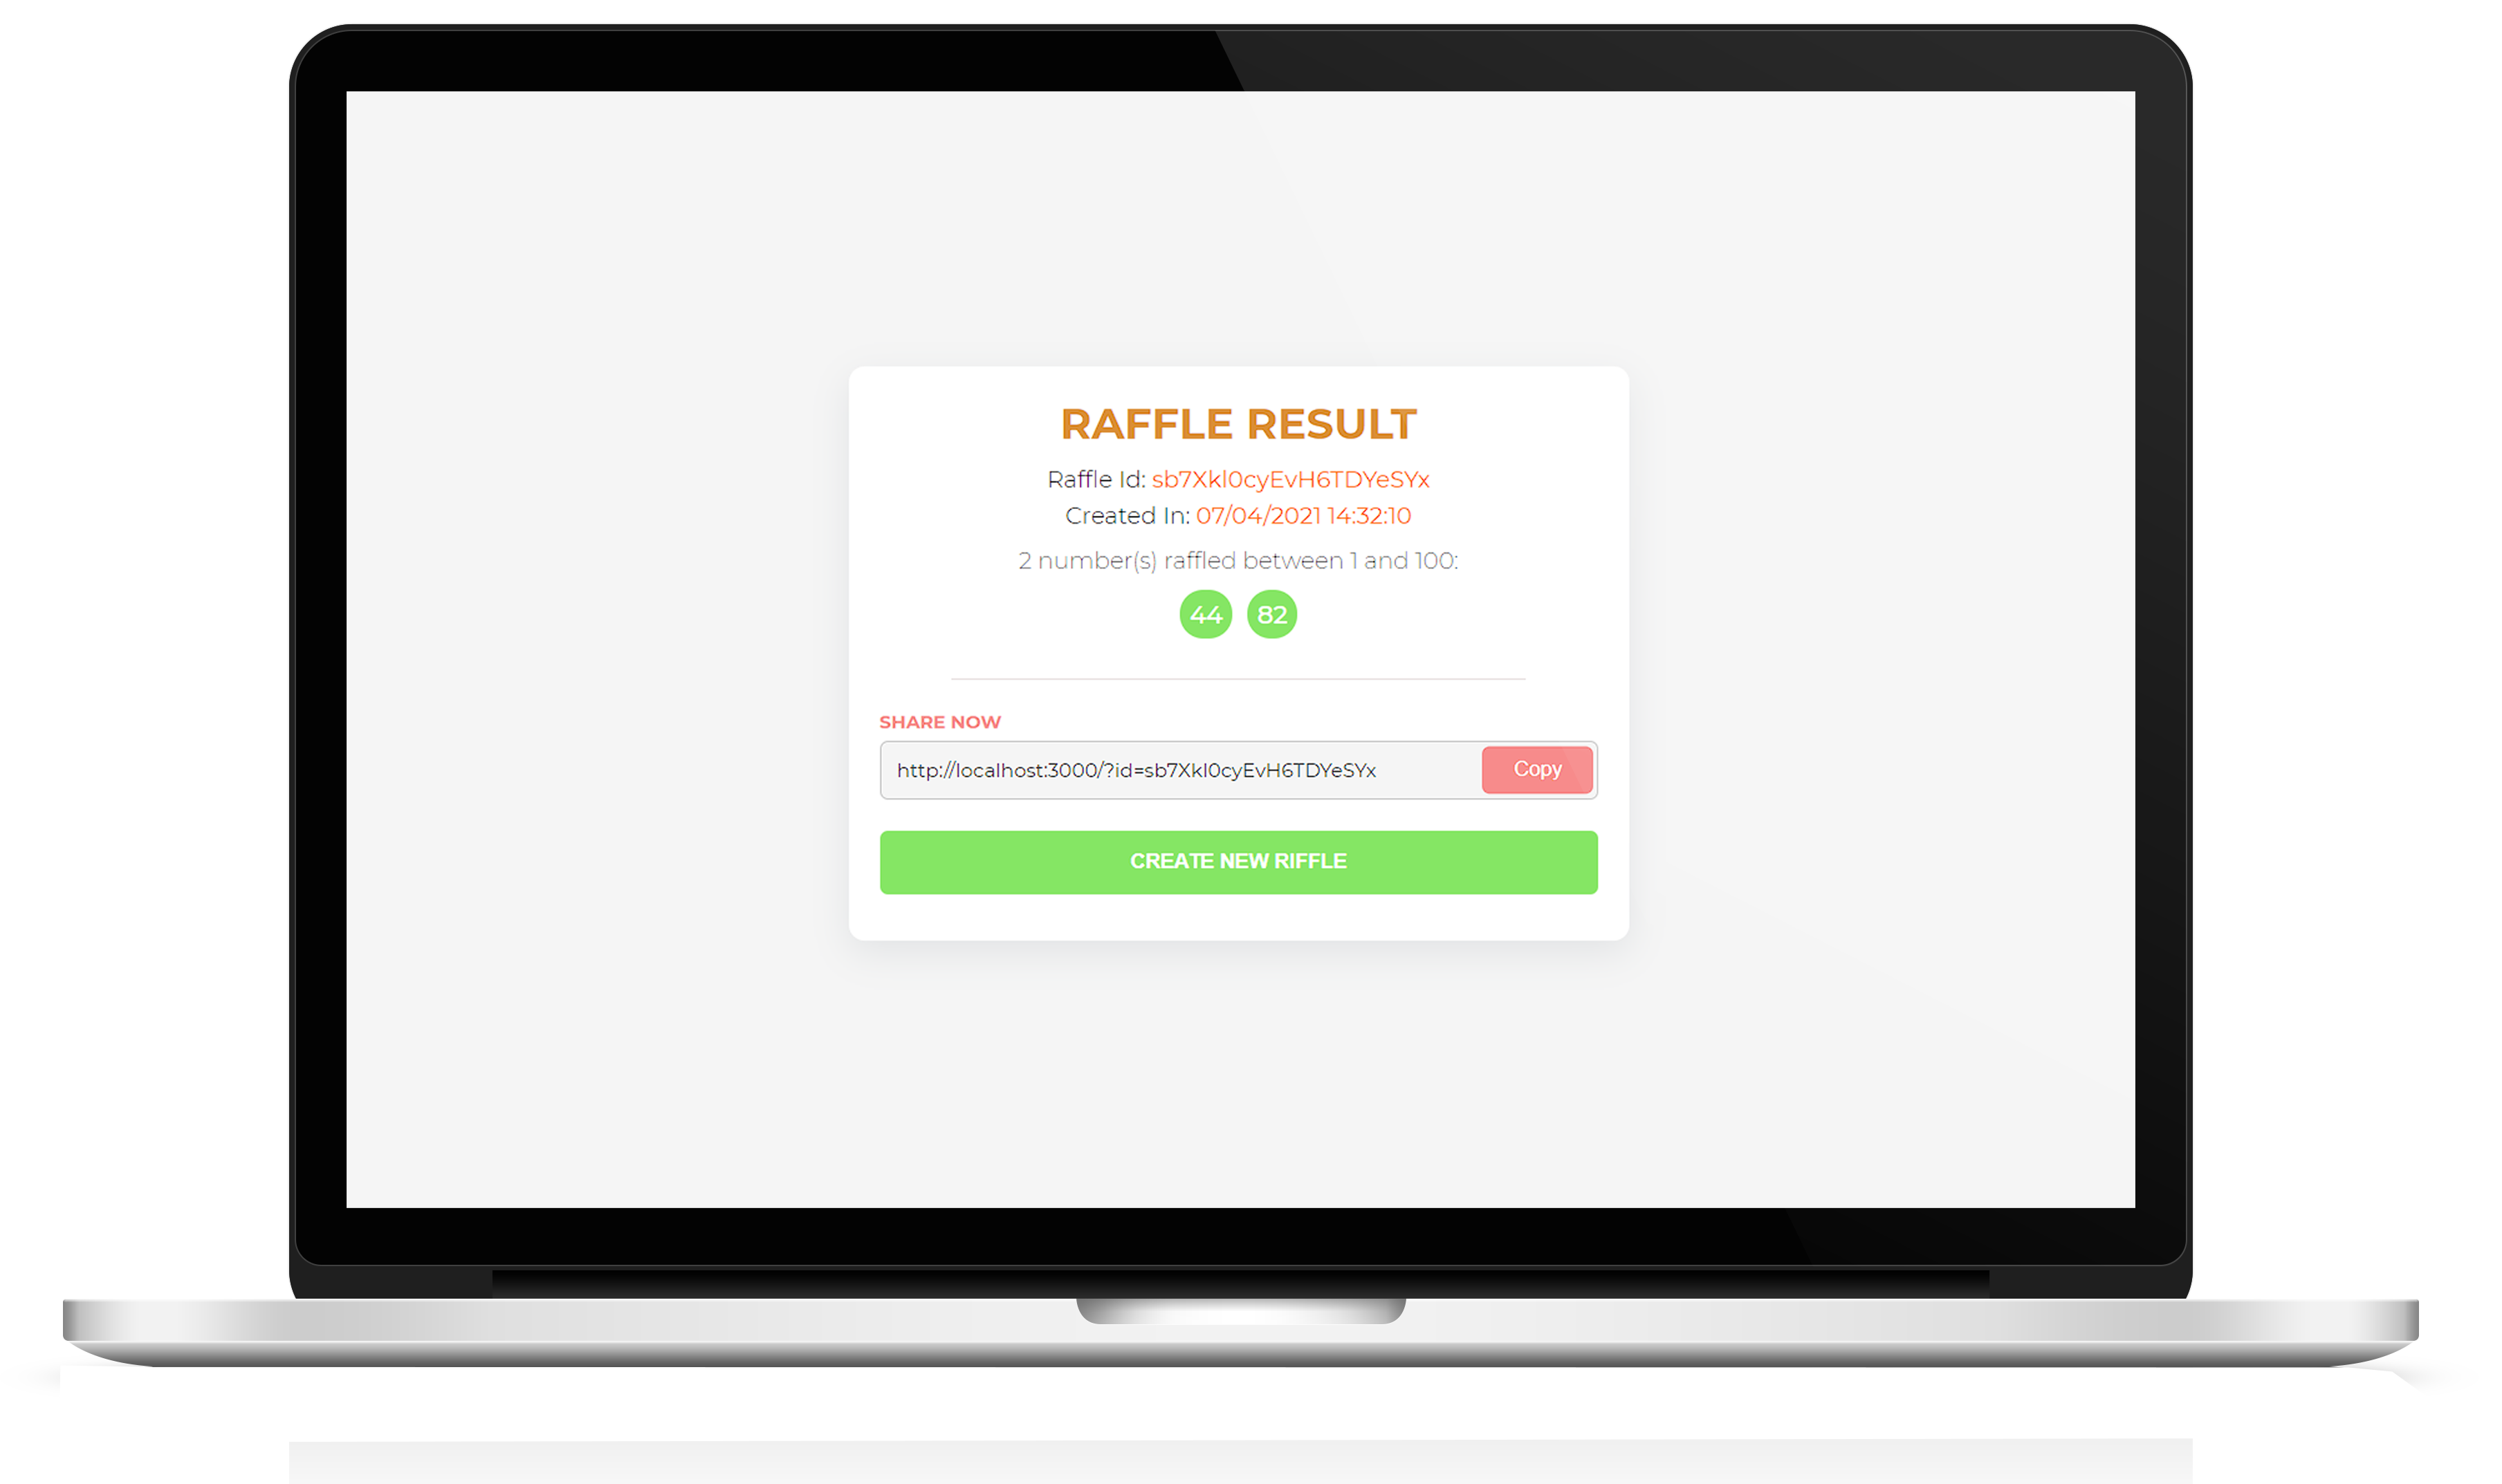 RAFFLE RESULT
Raffle Id: sb7Xkl0cyEvH6TDYeSYx
Created In: 07/04/2021 14:32:10
2 number(s) raffled between 1 and 100:
44 82
SHARE NOW
http://localhost:3000/?id=sb7Xkl0cyEvH6TDYeSYx Copy
CREATE NEW RIFFLE